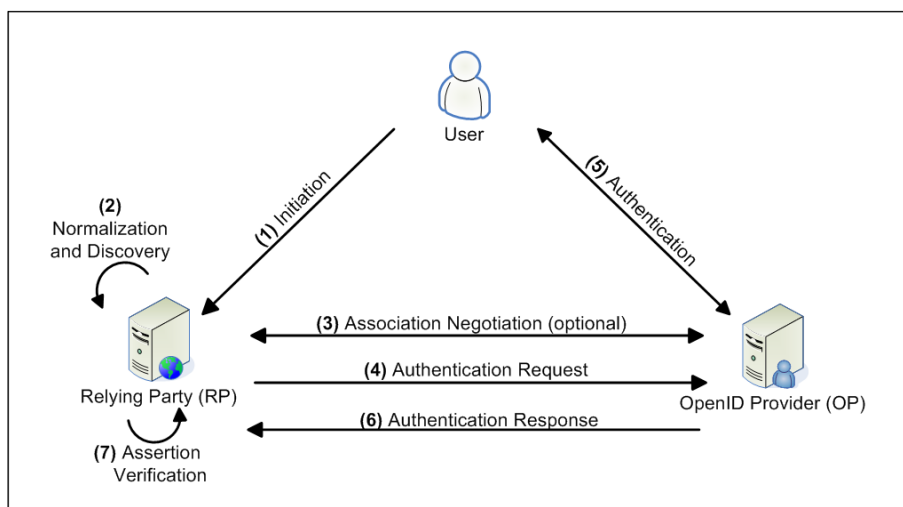 User
(1) Initiation
(5) Authentication
(2)
Normalization
and Discovery
(3) Association Negotiation (optional)
(4) Authentication Request
Relying Party (RP)
OpenID Provider (OP)
(6) Authentication Response
(7) Assertion
Verification